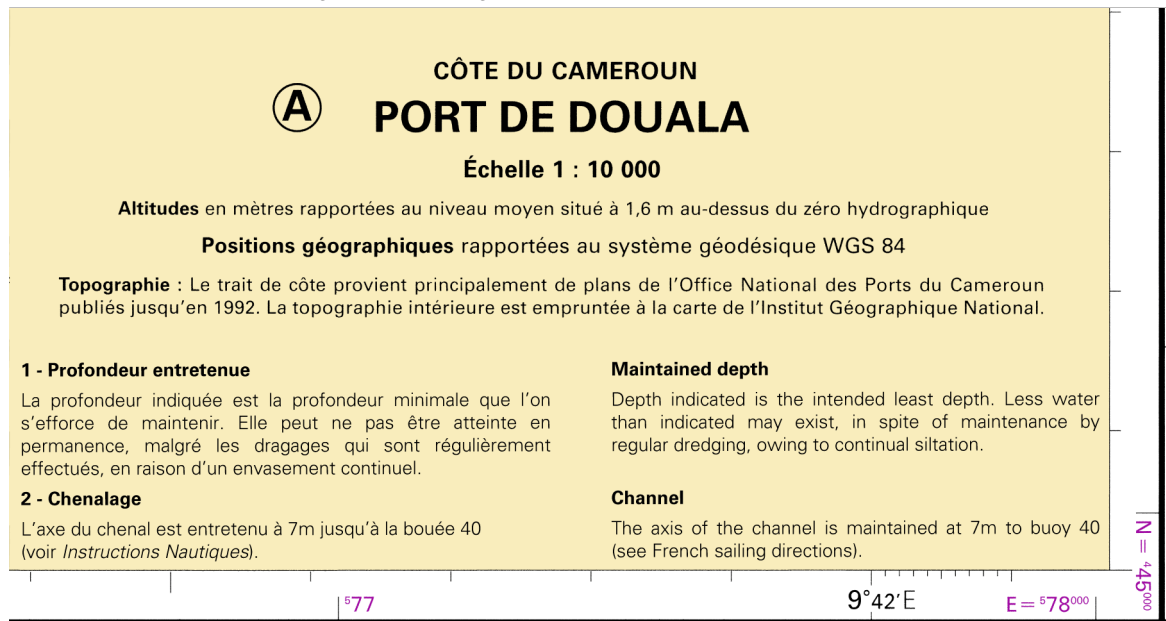 CÔTE DU CAMEROUN
A
PORT DE DOUALA
Échelle 1 : 10 000
Altitudes en mètres rapportées au niveau moyen situé à 1,6 m au-dessus du zéro hydrographique
Positions géographiques rapportées au système géodésique WGS 84
Topographie : Le trait de côte provient principalement de plans de l'Office National des Ports du Cameroun
publiés jusqu'en 1992. La topographie intérieure est empruntée à la carte de l'Institut Géographique National.
1 - Profondeur entretenue
La profondeur indiquée est la profondeur minimale que l'on
s'efforce de maintenir. Elle peut ne pas être atteinte en
permanence, malgré les dragages qui sont régulièrement
effectués, en raison d'un envasement continuel.
2 - Chenalage
L'axe du chenal est entretenu à 7m jusqu'à la bouée 40
(voir Instructions Nautiques).
Maintained depth
Depth indicated is the intended least depth. Less water
than indicated may exist, in spite of maintenance by
regular dredging, owing to continual siltation.
Channel
The axis of the channel is maintained at 7m to buoy 40
(see French sailing directions).
⁵77
9°42'E
E = ⁵78⁰⁰⁰
N = ⁴45⁰⁰⁰